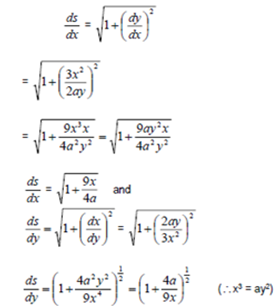 ds/dx = √(1+(dy/dx)²)
= √(1+(3x²/2ay)²)
= √(1+9x³x/4a²y²) = √(1+9ay²x/4a²y²)
ds/dx = √(1+9x/4a) and
ds/dy = √(1+(dx/dy)²) = √(1+(2ay/3x²)²)
ds/dy = (1+4a²y²/9x⁴)^(1/2) = (1+4a/9x)^(1/2) (∴x³ = ay²)